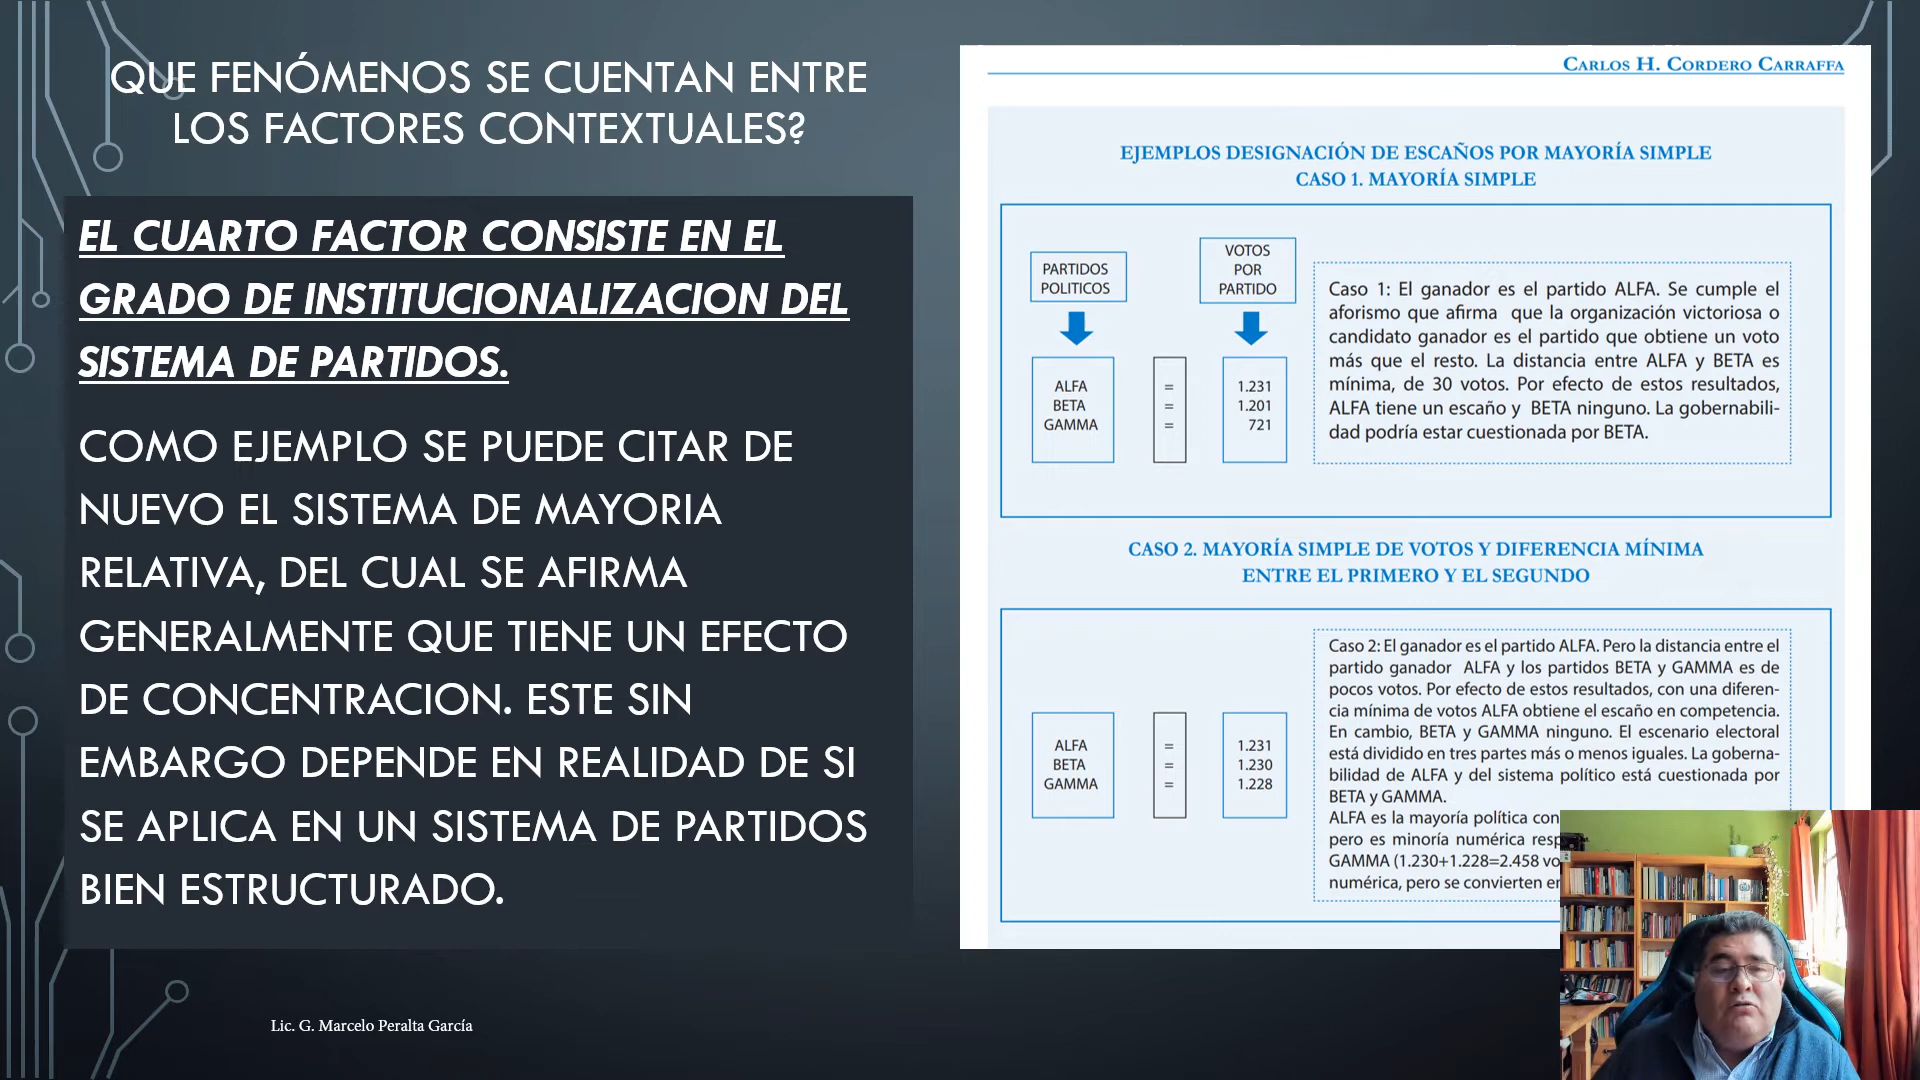 QUE FENÓMENOS SE CUENTAN ENTRE
LOS FACTORES CONTEXTUALES?
EL CUARTO FACTOR CONSISTE EN EL
GRADO DE INSTITUCIONALIZACION DEL
SISTEMA DE PARTIDOS.
COMO EJEMPLO SE PUEDE CITAR DE
NUEVO EL SISTEMA DE MAYORIA
RELATIVA, DEL CUAL SE AFIRMA
GENERALMENTE QUE TIENE UN EFECTO
DE CONCENTRACION. ESTE SIN
EMBARGO DEPENDE EN REALIDAD DE SI
SE APLICA EN UN SISTEMA DE PARTIDOS
BIEN ESTRUCTURADO.
Lic. G. Marcelo Peralta García
CARLOS H. CORDERO CARRAFFA
EJEMPLOS DESIGNACIÓN DE ESCAÑOS POR MAYORÍA SIMPLE
CASO 1. MAYORÍA SIMPLE
PARTIDOS
POLITICOS
VOTOS
POR
PARTIDO
ALFA = 1.231
BETA = 1.201
GAMMA = 721
Caso 1: El ganador es el partido ALFA. Se cumple el
aforismo que afirma que la organización victoriosa o
candidato ganador es el partido que obtiene un voto
más que el resto. La distancia entre ALFA y BETA es
mínima, de 30 votos. Por efecto de estos resultados,
ALFA tiene un escaño y BETA ninguno. La gobernabili-
dad podría estar cuestionada por BETA.
CASO 2. MAYORÍA SIMPLE DE VOTOS Y DIFERENCIA MÍNIMA
ENTRE EL PRIMERO Y EL SEGUNDO
ALFA = 1.231
BETA = 1.230
GAMMA = 1.228
Caso 2: El ganador es el partido ALFA. Pero la distancia entre el
partido ganador ALFA y los partidos BETA y GAMMA es de
pocos votos. Por efecto de estos resultados, con una diferen-
cia mínima de votos ALFA obtiene el escaño en competencia.
En cambio, BETA y GAMMA ninguno. El escenario electoral
está dividido en tres partes más o menos iguales. La goberna-
bilidad de ALFA y del sistema político está cuestionada por
BETA y GAMMA.
ALFA es la mayoría política con
pero es minoría numérica resp
GAMMA (1.230+1.228=2.458 vo
numérica, pero se convierten en